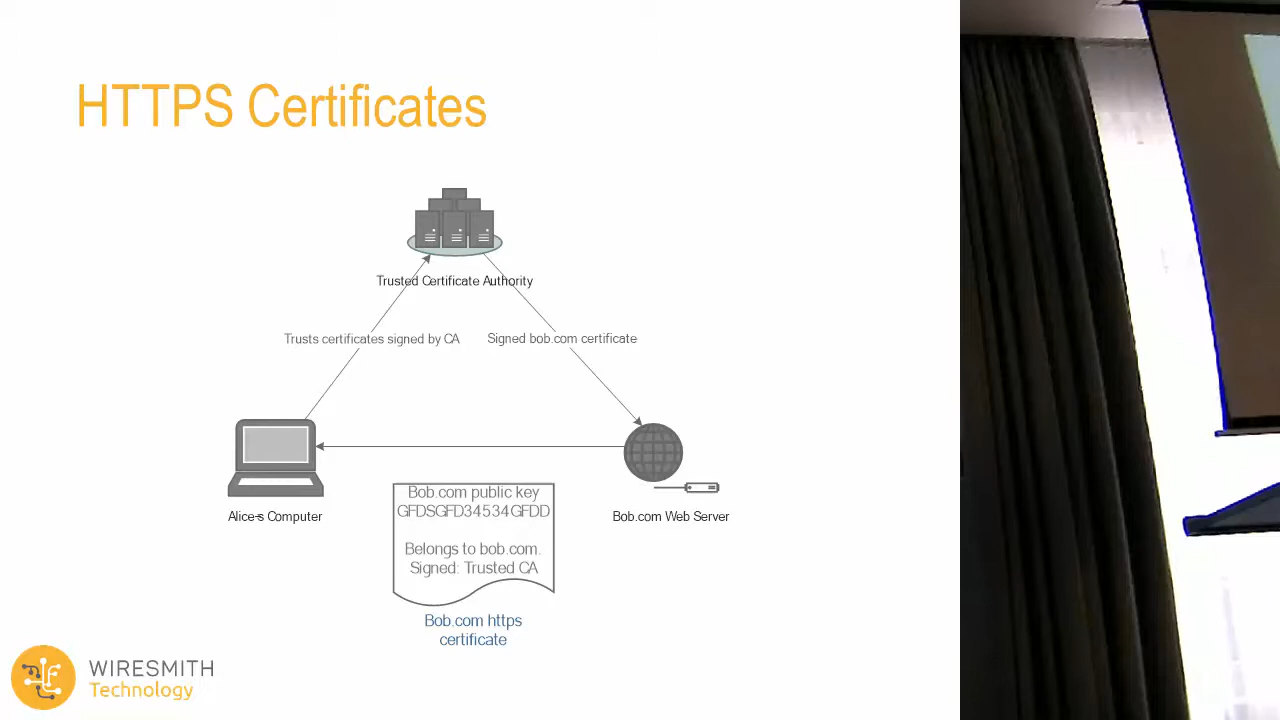 HTTPS Certificates
Trusted Certificate Authority
Trusts certificates signed by CA
Signed bob.com certificate
Alice-s Computer
Bob.com Web Server
Bob.com public key
GFDSGFD34534GFDD
Belongs to bob.com.
Signed: Trusted CA
Bob.com https
certificate
WIRESMITH
Technology